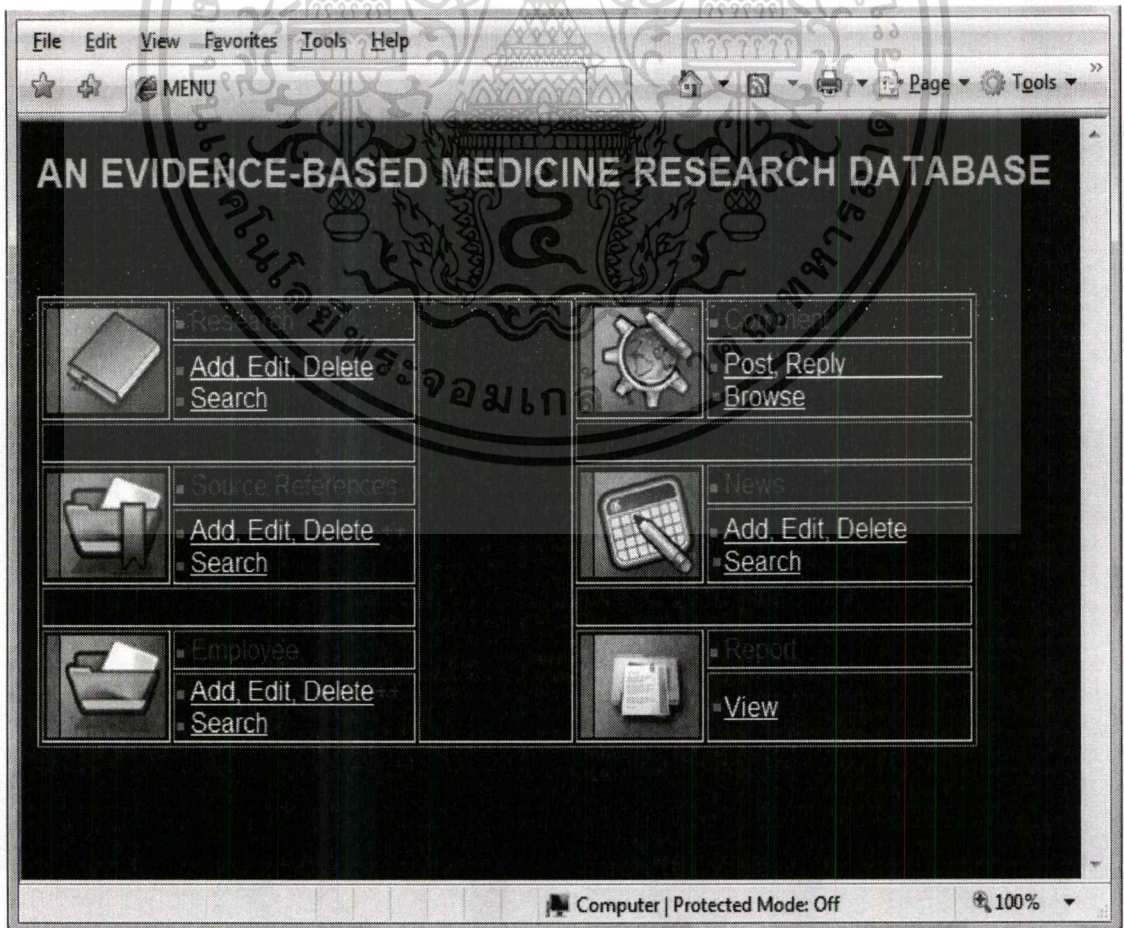 File Edit View Favorites Tools Help
MENU
Page Tools
AN EVIDENCE-BASED MEDICINE RESEARCH DATABASE
Research
Add, Edit, Delete
Search
Comment
Post, Reply
Browse
Source References
Add, Edit, Delete
Search
News
Add, Edit, Delete
Search
Employee
Add, Edit, Delete
Search
Report
View
Computer | Protected Mode: Off
100%